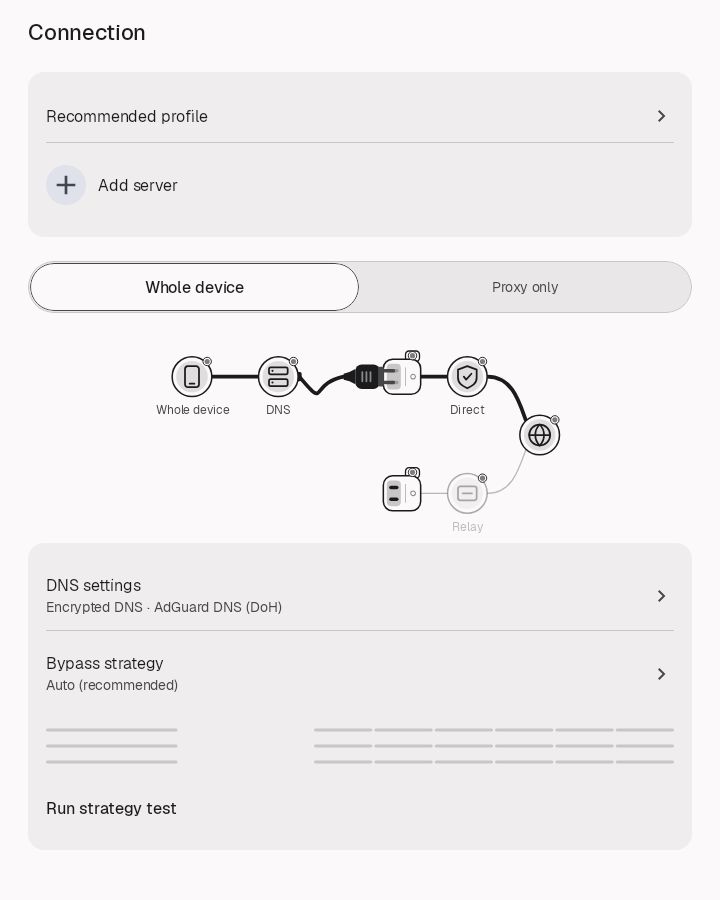 Connection
Recommended profile
Add server
Whole device
Proxy only
Whole device
DNS
Direct
Relay
DNS settings
Encrypted DNS · AdGuard DNS (DoH)
Bypass strategy
Auto (recommended)
Run strategy test